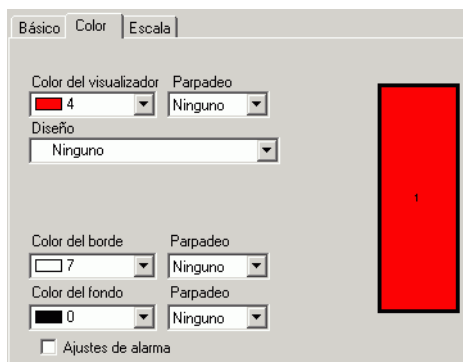 Básico Color Escala
Color del visualizador Parpadeo
4 Ninguno
Diseño
Ninguno
1
Color del borde Parpadeo
7 Ninguno
Color del fondo Parpadeo
0 Ninguno
Ajustes de alarma